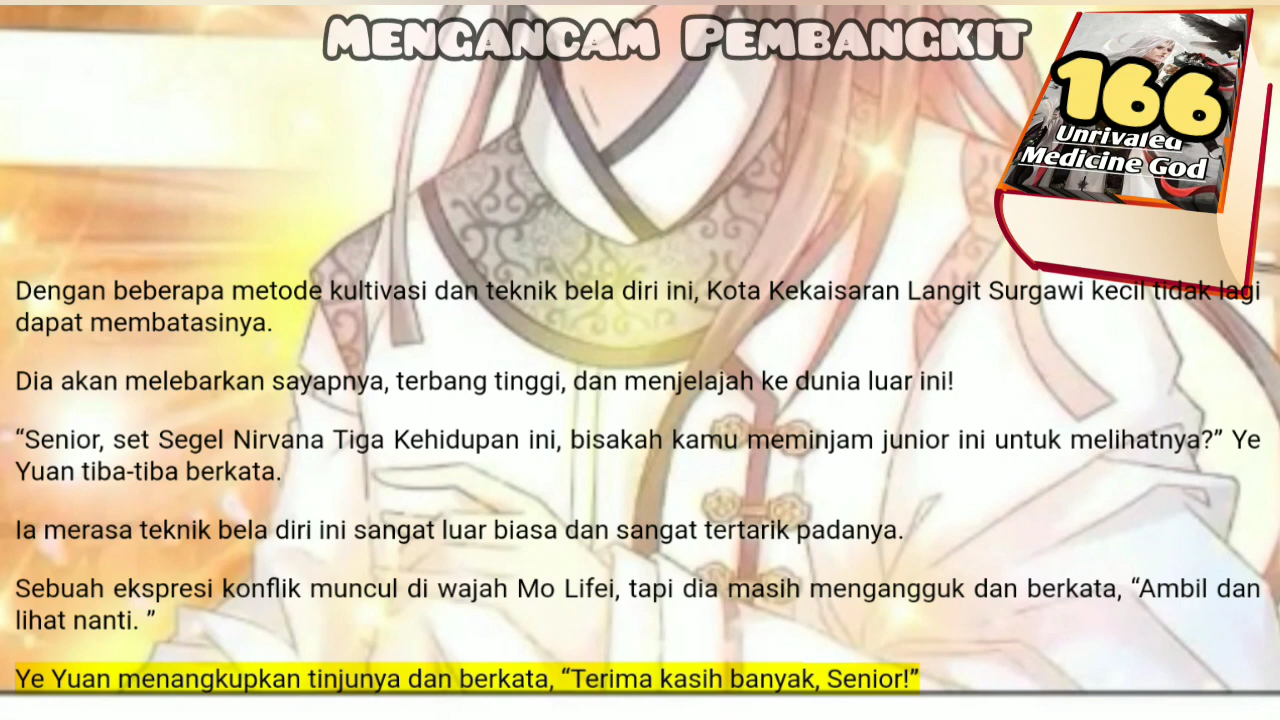 MENGANCAM PEMBANGKIT
166
Unrivaled
Medicine God
Dengan beberapa metode kultivasi dan teknik bela diri ini, Kota Kekaisaran Langit Surgawi kecil tidak lagi
dapat membatasinya.
Dia akan melebarkan sayapnya, terbang tinggi, dan menjelajah ke dunia luar ini!
“Senior, set Segel Nirvana Tiga Kehidupan ini, bisakah kamu meminjam junior ini untuk melihatnya?” Ye
Yuan tiba-tiba berkata.
Ia merasa teknik bela diri ini sangat luar biasa dan sangat tertarik padanya.
Sebuah ekspresi konflik muncul di wajah Mo Lifei, tapi dia masih mengangguk dan berkata, “Ambil dan
lihat nanti. ”
Ye Yuan menangkupkan tinjunya dan berkata, “Terima kasih banyak, Senior!”